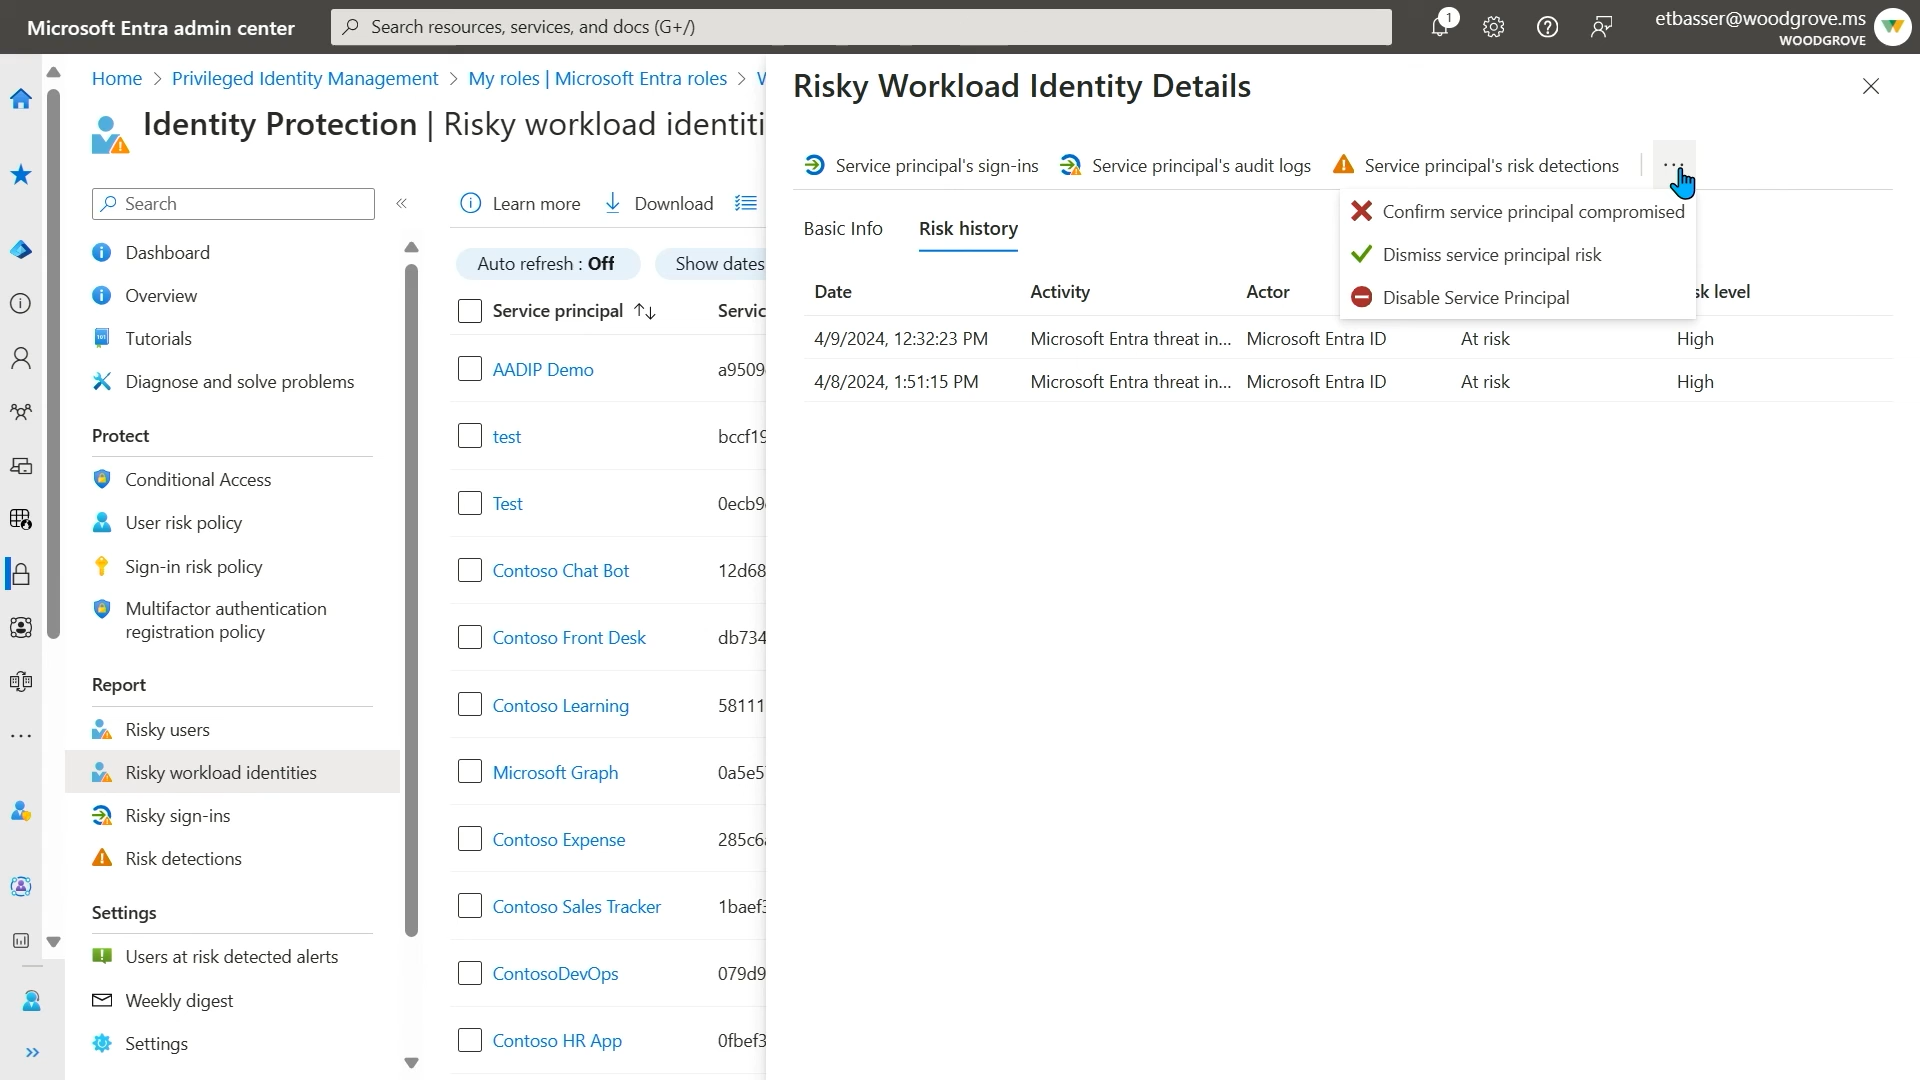 Microsoft Entra admin center
Search resources, services, and docs (G+/)
1
etbasser@woodgrove.ms
WOODGROVE
Home > Privileged Identity Management > My roles | Microsoft Entra roles >
Identity Protection | Risky workload identiti
Search
Dashboard
Overview
Tutorials
Diagnose and solve problems
Protect
Conditional Access
User risk policy
Sign-in risk policy
Multifactor authentication
registration policy
Report
Risky users
Risky workload identities
Risky sign-ins
Risk detections
Settings
Users at risk detected alerts
Weekly digest
Settings
Learn more
Download
Auto refresh : Off
Show dates
Service principal
Servic
AADIP Demo
a9509
test
bccf19
Test
0ecb9
Contoso Chat Bot
12d68
Contoso Front Desk
db734
Contoso Learning
58111
Microsoft Graph
0a5e5
Contoso Expense
285c6
Contoso Sales Tracker
1baef3
ContosoDevOps
079d9
Contoso HR App
0fbef3
Risky Workload Identity Details
Service principal's sign-ins
Service principal's audit logs
Service principal's risk detections
...
Confirm service principal compromised
Dismiss service principal risk
Disable Service Principal
Basic Info
Risk history
Date
Activity
Actor
sk level
4/9/2024, 12:32:23 PM
Microsoft Entra threat in...
Microsoft Entra ID
At risk
High
4/8/2024, 1:51:15 PM
Microsoft Entra threat in...
Microsoft Entra ID
At risk
High